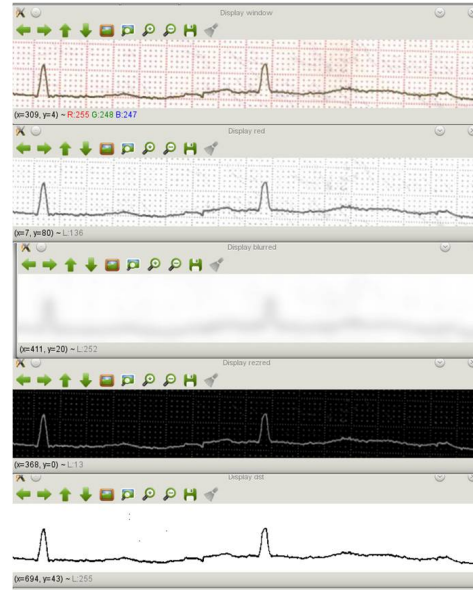 Display window
(x=309, y=4) ~ R:255 G:248 B:247
Display red
(x=7, y=80) ~ L:136
Display blurred
(x=411, y=20) ~ L:252
Display rezred
(x=368, y=0) ~ L:13
Display dst
(x=694, y=43) ~ L:255